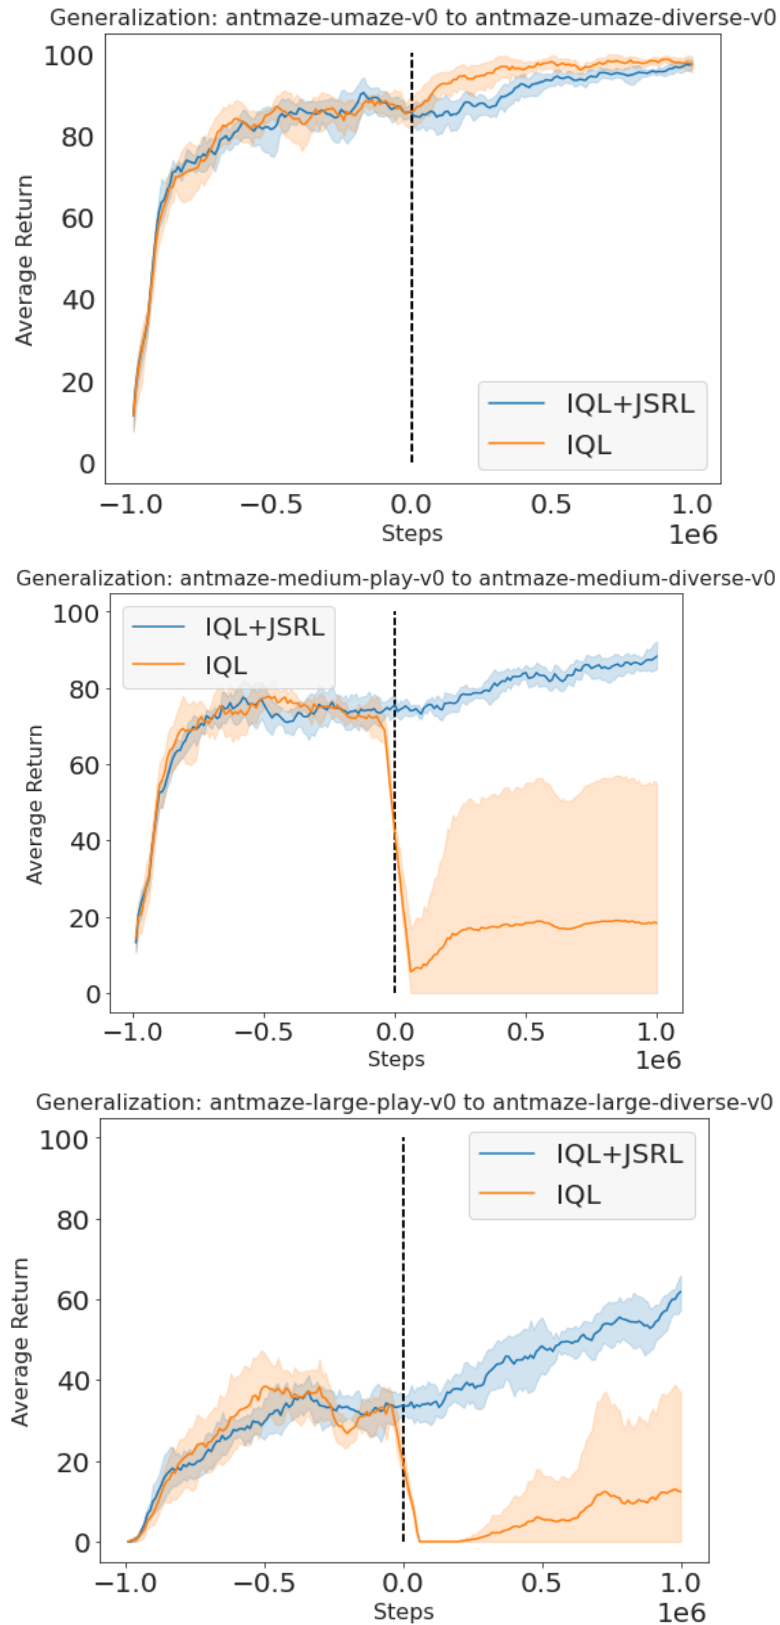 Generalization: antmaze-umaze-v0 to antmaze-umaze-diverse-v0
100
80
60
40
20
0
Average Return
IQL+JSRL
IQL
−1.0 −0.5 0.0 0.5 1.0
Steps
1e6
Generalization: antmaze-medium-play-v0 to antmaze-medium-diverse-v0
100
80
60
40
20
0
Average Return
IQL+JSRL
IQL
−1.0 −0.5 0.0 0.5 1.0
Steps
1e6
Generalization: antmaze-large-play-v0 to antmaze-large-diverse-v0
100
80
60
40
20
0
Average Return
IQL+JSRL
IQL
−1.0 −0.5 0.0 0.5 1.0
Steps
1e6